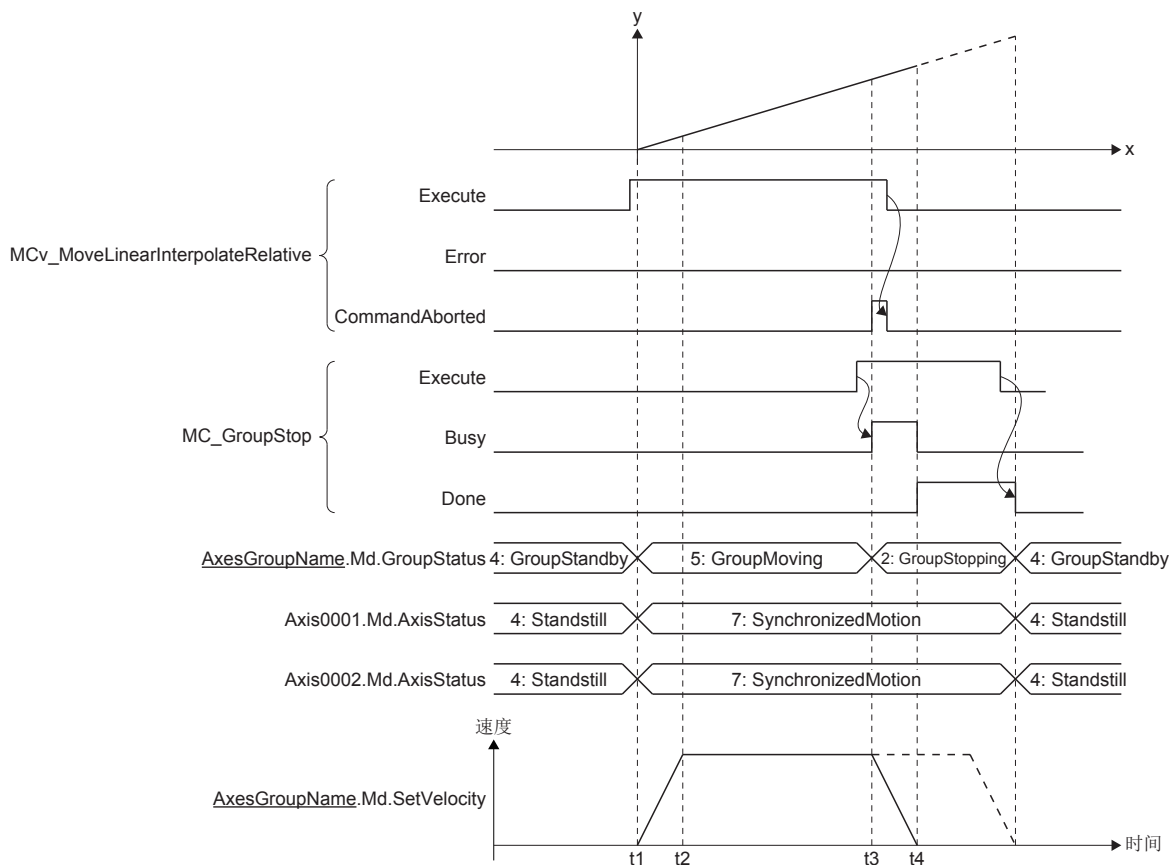 y
x
Execute
MCv_MoveLinearInterpolateRelative
Error
CommandAborted
Execute
MC_GroupStop
Busy
Done
AxesGroupName.Md.GroupStatus 4: GroupStandby 5: GroupMoving 2: GroupStopping 4: GroupStandby
Axis0001.Md.AxisStatus 4: Standstill 7: SynchronizedMotion 4: Standstill
Axis0002.Md.AxisStatus 4: Standstill 7: SynchronizedMotion 4: Standstill
速度
AxesGroupName.Md.SetVelocity
时间
t1 t2 t3 t4